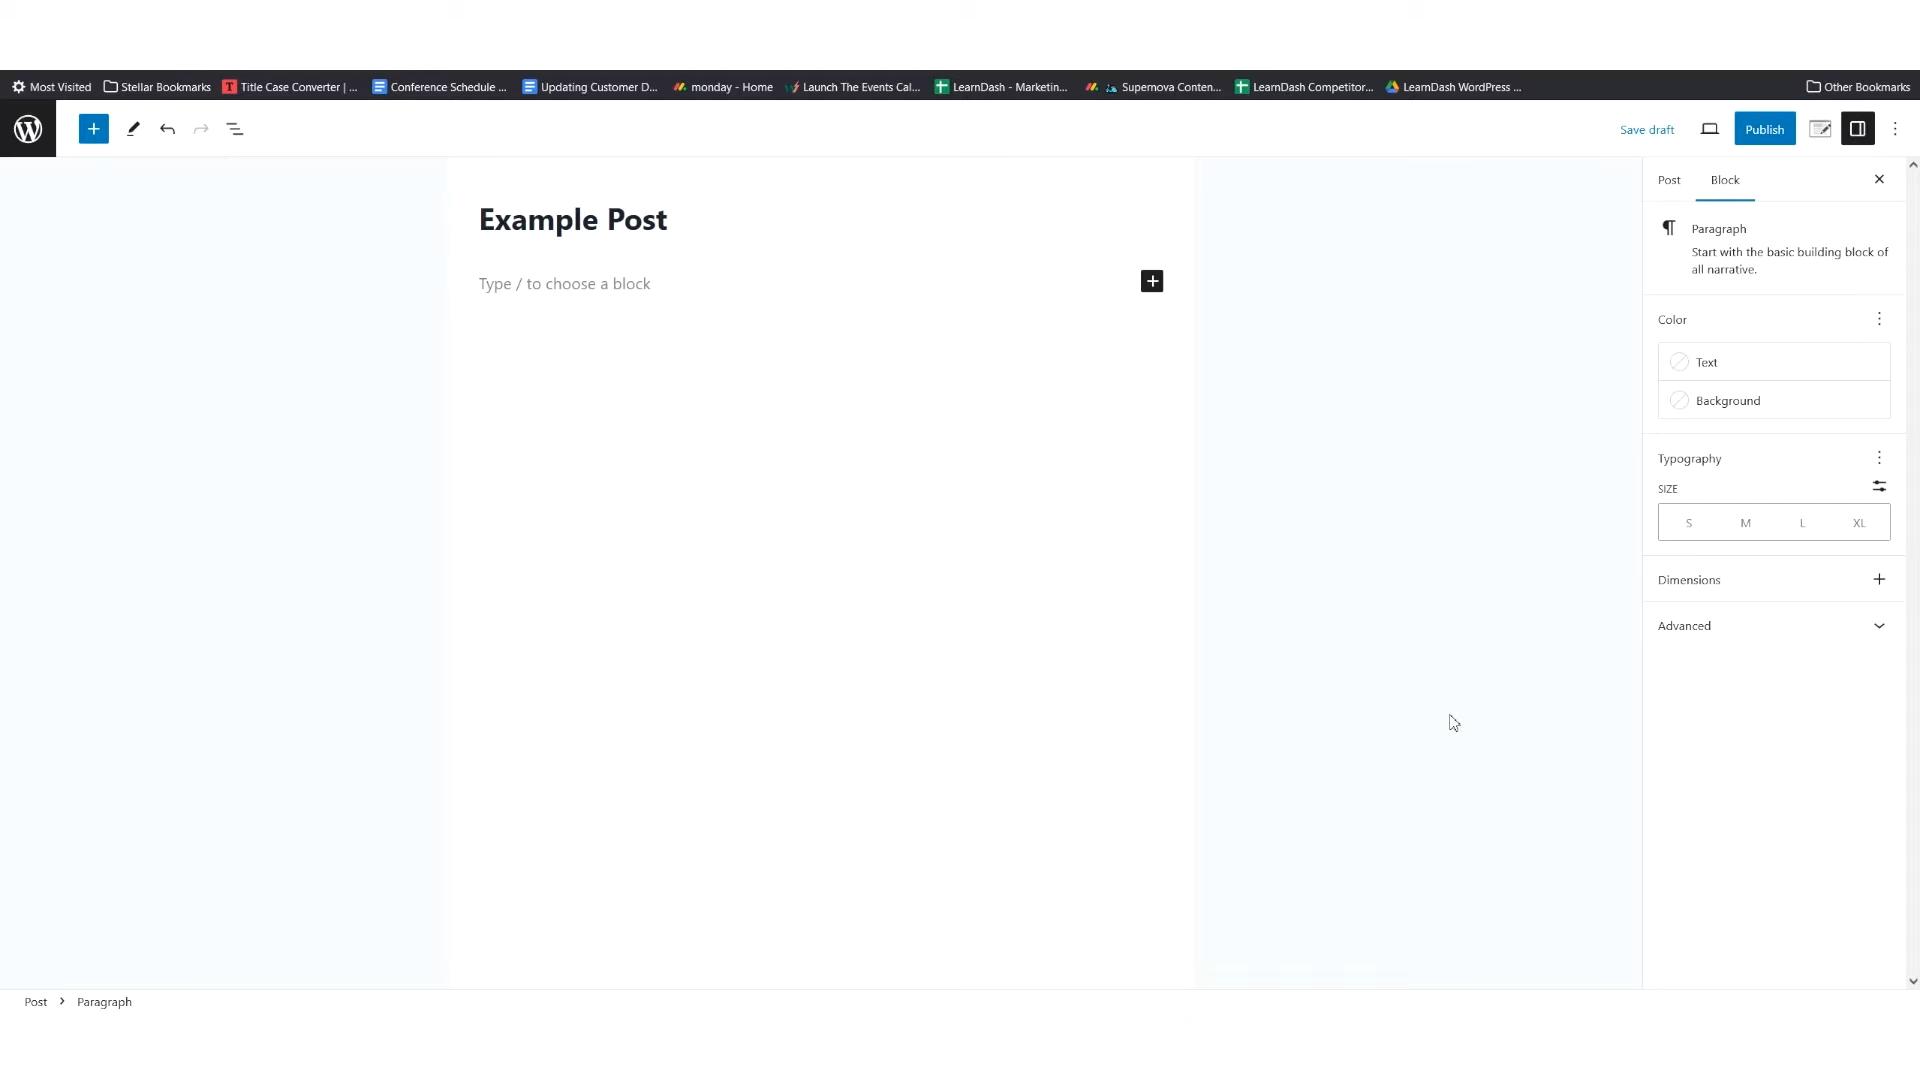 Most Visited Stellar Bookmarks Title Case Converter | ... Conference Schedule ... Updating Customer D... monday - Home Launch The Events Cal... LearnDash - Marketin... Supernova Conten... LearnDash Competitor... LearnDash WordPress ... Other Bookmarks
Save draft Publish
Post Block
Example Post
Paragraph
Start with the basic building block of
all narrative.
Type / to choose a block
Color
Text
Background
Typography
SIZE
S M L XL
Dimensions
Advanced
Post > Paragraph